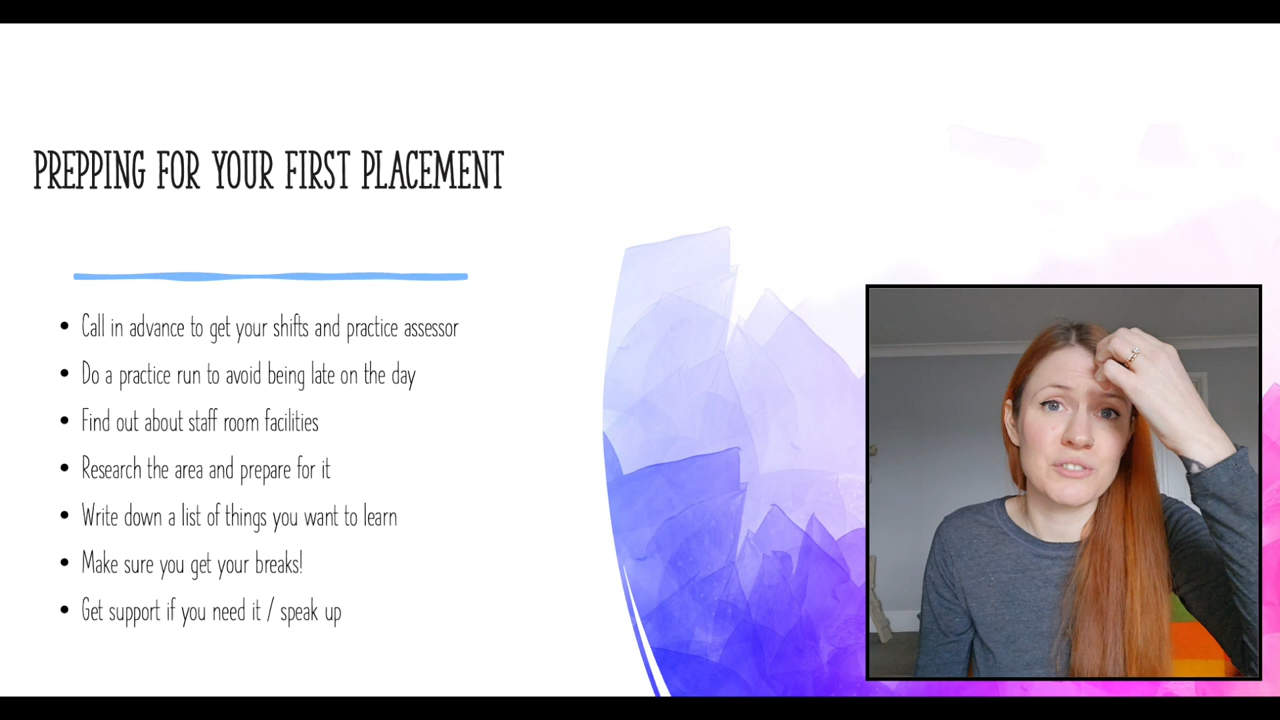 PREPPING FOR YOUR FIRST PLACEMENT
• Call in advance to get your shifts and practice assessor
• Do a practice run to avoid being late on the day
• Find out about staff room facilities
• Research the area and prepare for it
• Write down a list of things you want to learn
• Make sure you get your breaks!
• Get support if you need it / speak up